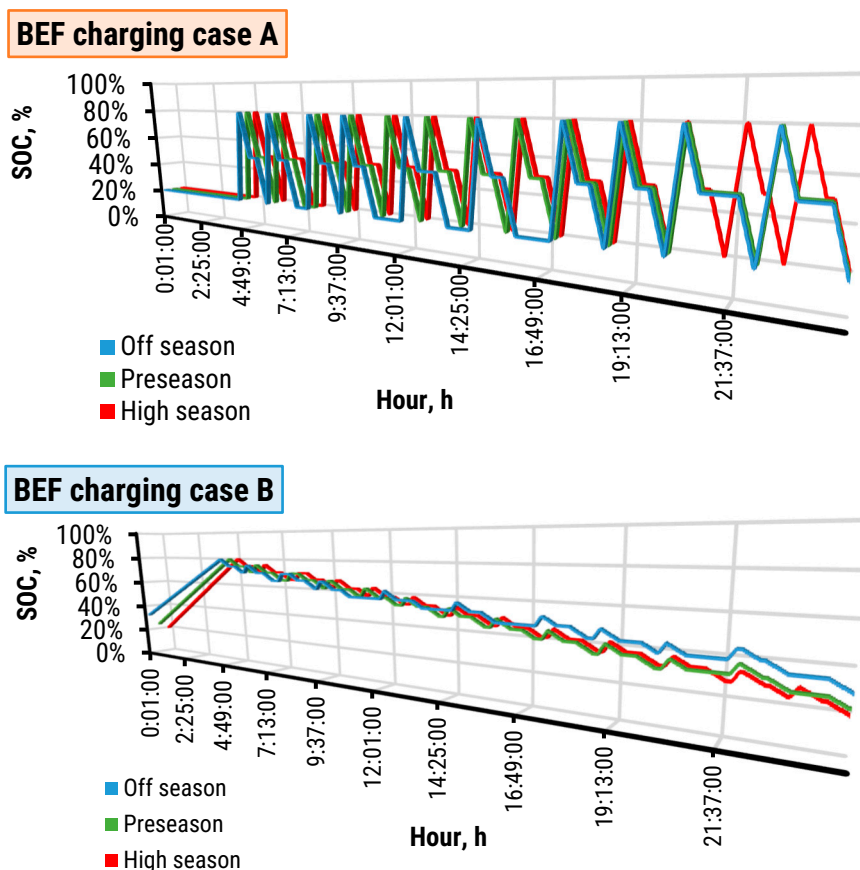 BEF charging case A
SOC, %
100%
80%
60%
40%
20%
0%
0:01:00
2:25:00
4:49:00
7:13:00
9:37:00
12:01:00
14:25:00
16:49:00
19:13:00
21:37:00
Off season
Preseason
High season
Hour, h
BEF charging case B
SOC, %
100%
80%
60%
40%
20%
0%
0:01:00
2:25:00
4:49:00
7:13:00
9:37:00
12:01:00
14:25:00
16:49:00
19:13:00
21:37:00
Off season
Preseason
High season
Hour, h